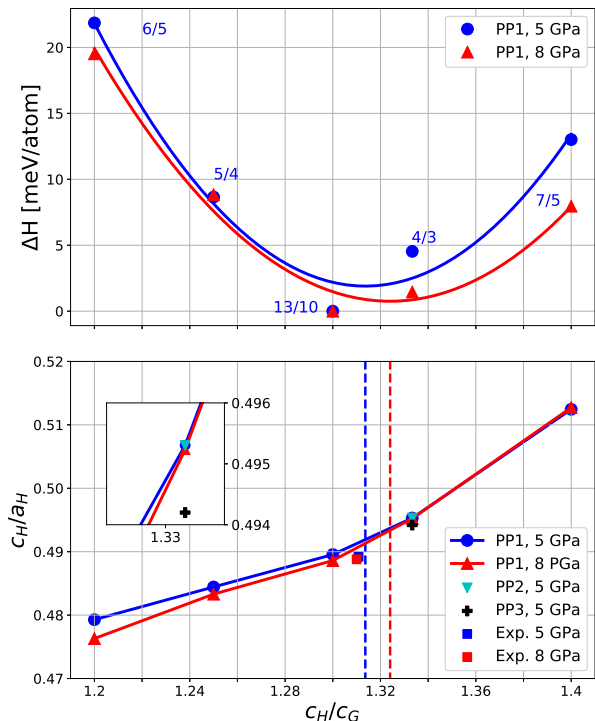 6/5
PP1, 5 GPa
PP1, 8 GPa
20
15
10
5
0
ΔH [meV/atom]
5/4
7/5
4/3
13/10
0.52
0.51
0.50
0.49
0.48
0.47
c_H/a_H
0.496
0.495
0.494
1.33
PP1, 5 GPa
PP1, 8 PGa
PP2, 5 GPa
PP3, 5 GPa
Exp. 5 GPa
Exp. 8 GPa
1.2 1.24 1.28 1.32 1.36 1.4
c_H/c_G